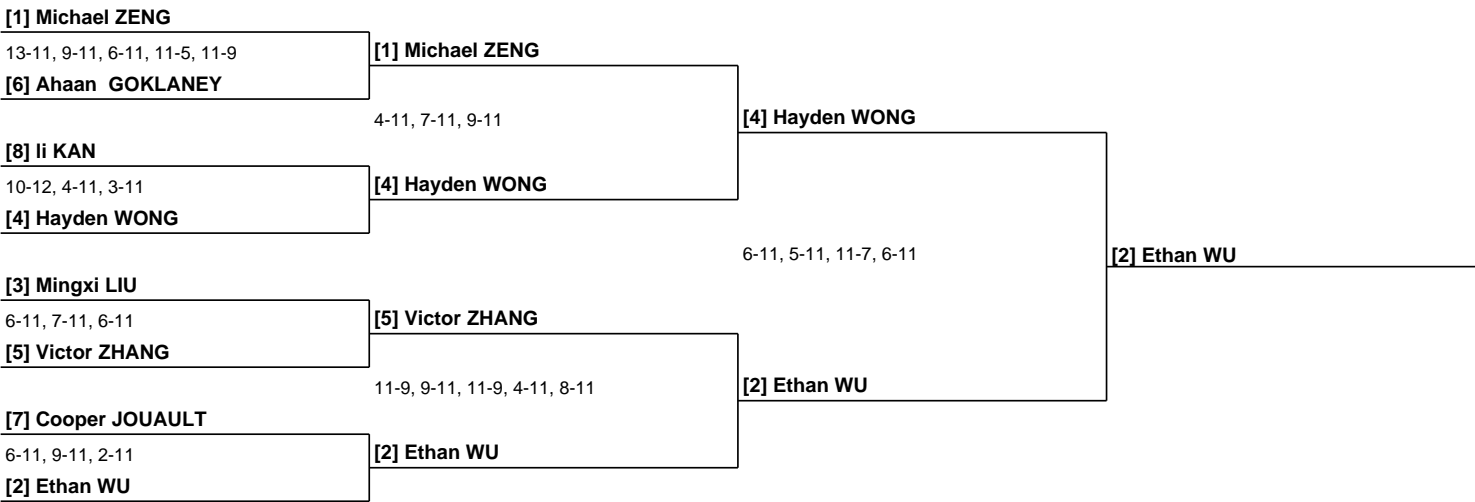 [1] Michael ZENG
13-11, 9-11, 6-11, 11-5, 11-9
[6] Ahaan  GOKLANEY
[8] li KAN
10-12, 4-11, 3-11
[4] Hayden WONG
[3] Mingxi LIU
6-11, 7-11, 6-11
[5] Victor ZHANG
[7] Cooper JOUAULT
6-11, 9-11, 2-11
[2] Ethan WU
[1] Michael ZENG
4-11, 7-11, 9-11
[4] Hayden WONG
[5] Victor ZHANG
11-9, 9-11, 11-9, 4-11, 8-11
[2] Ethan WU
[4] Hayden WONG
6-11, 5-11, 11-7, 6-11
[2] Ethan WU
[2] Ethan WU